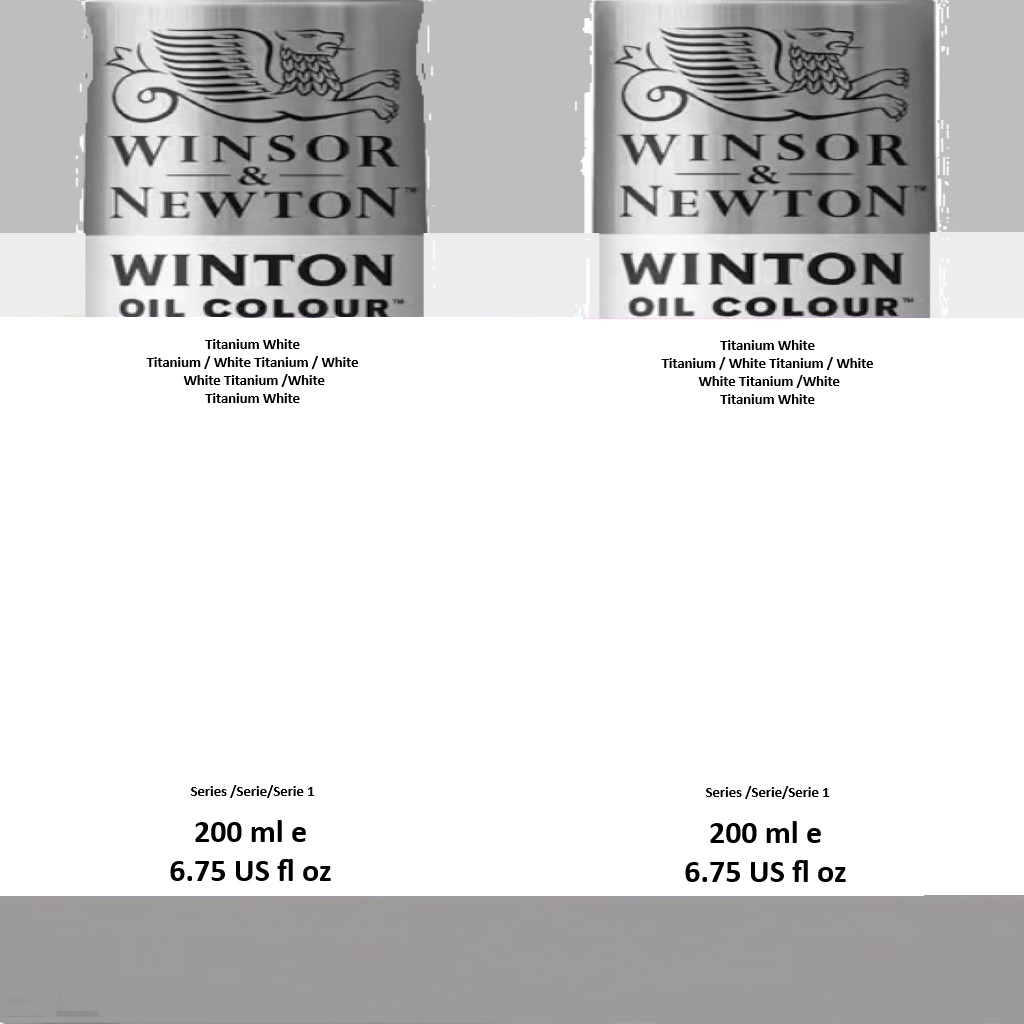 WINSOR
&
NEWTON™
WINTON
OIL COLOUR™
Titanium White
Titanium / White Titanium / White
White Titanium /White
Titanium White
Series /Serie/Serie 1
200 ml e
6.75 US fl oz
WINSOR
&
NEWTON™
WINTON
OIL COLOUR™
Titanium White
Titanium / White Titanium / White
White Titanium /White
Titanium White
Series /Serie/Serie 1
200 ml e
6.75 US fl oz